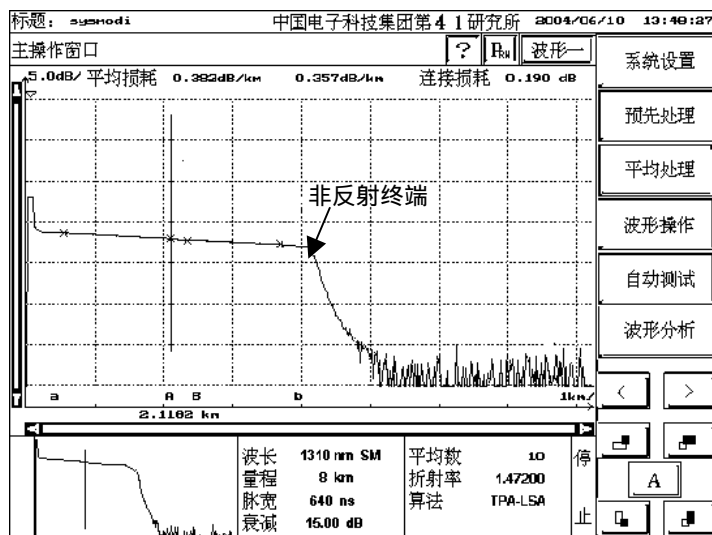 标题： sysmodi 中国电子科技集团第４１研究所 2004/06/10 13:48:27
主操作窗口 ? 波形一
5.0dB/ 平均损耗 0.382dB/km 0.357dB/km 连接损耗 0.190 dB
系统设置
预先处理
平均处理
波形操作
自动测试
波形分析
非反射终端
a A B b 1km/
2.1182 km
< >
波长 1310 nm SM
量程 8 km
脉宽 640 ns
衰减 15.00 dB
平均数 10
折射率 1.47200
算法 TPA-LSA
停
止
A